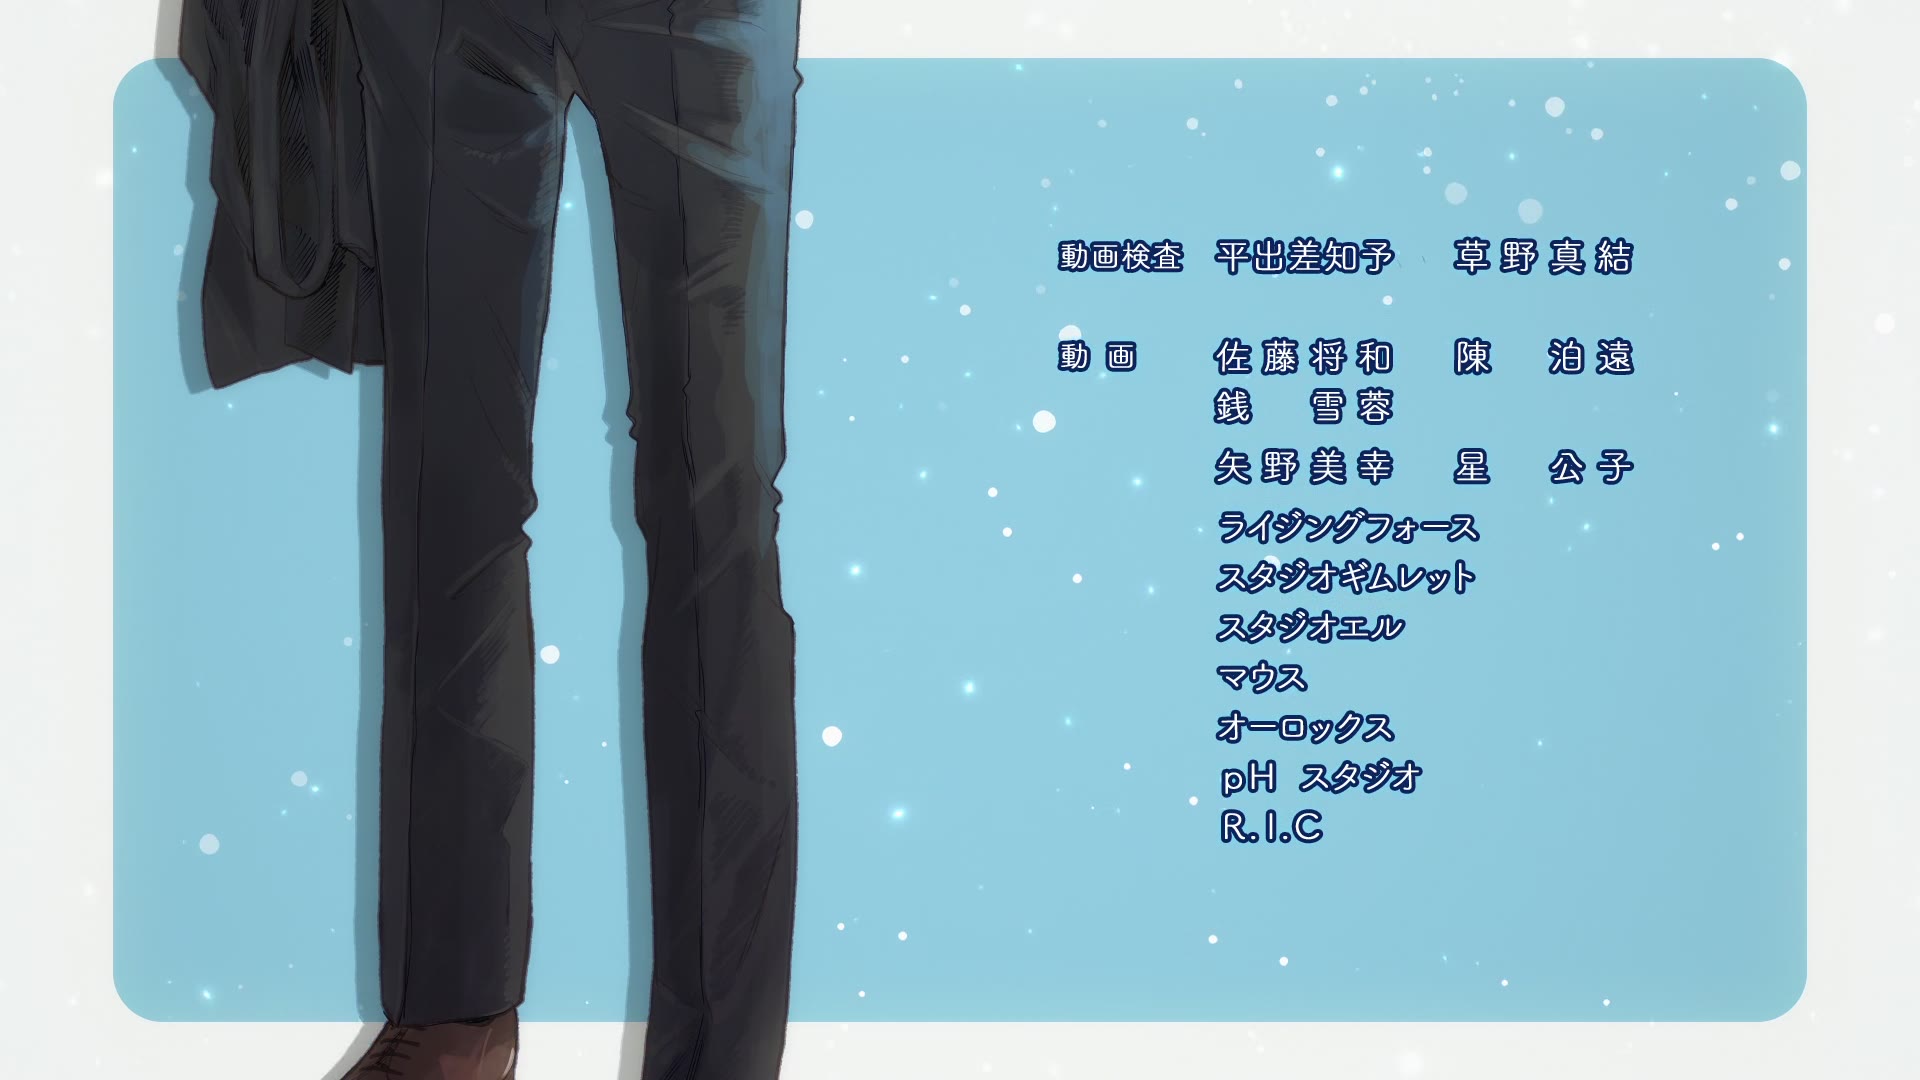 動画検査 平出差知予 草野真結
動画 佐藤将和 陳 泊遠
銭 雪蓉
矢野美幸 星 公子
ライジングフォース
スタジオギムレット
スタジオエル
マウス
オーロックス
pH スタジオ
R.I.C